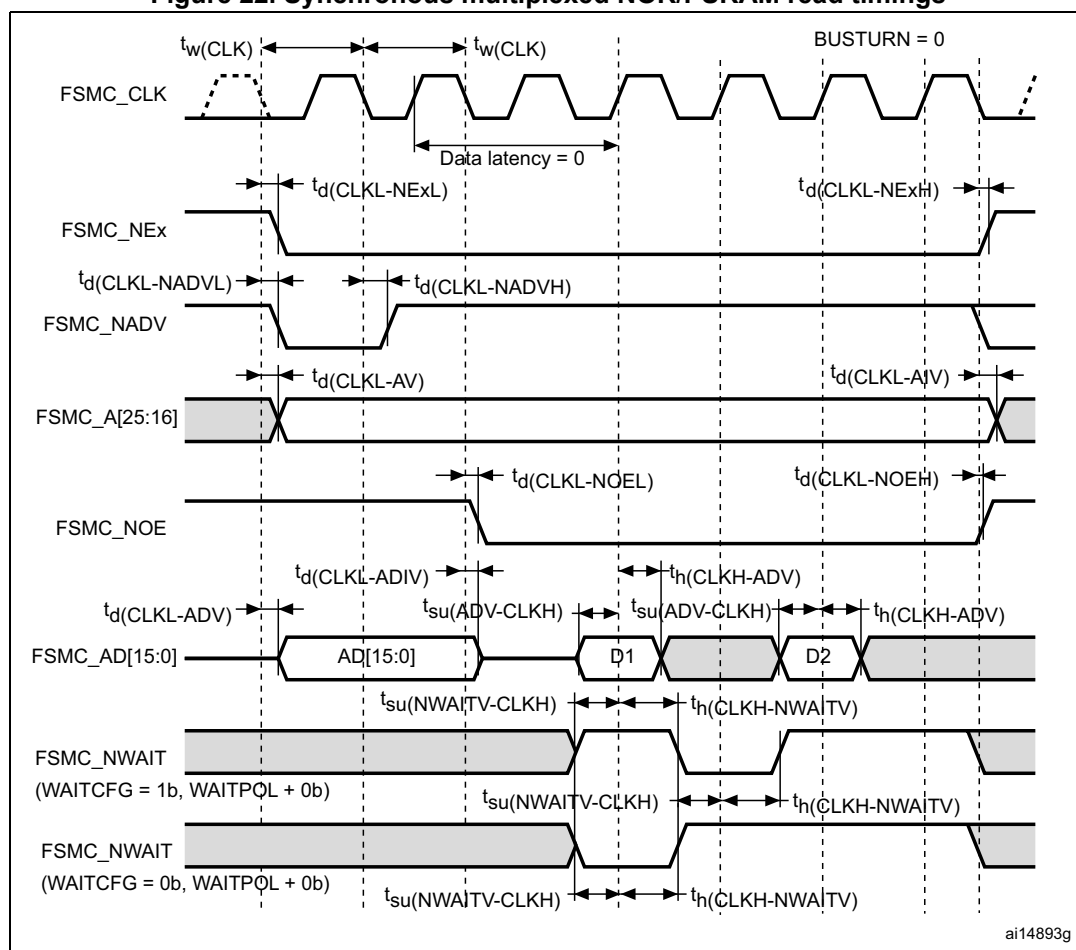 Figure 22. Synchronous multiplexed NOR/PSRAM read timings
tw(CLK) tw(CLK) BUSTURN = 0
FSMC_CLK
Data latency = 0
td(CLKL-NExL) td(CLKL-NExH)
FSMC_NEx
td(CLKL-NADVL) td(CLKL-NADVH)
FSMC_NADV
td(CLKL-AV) td(CLKL-AIV)
FSMC_A[25:16]
td(CLKL-NOEL) td(CLKL-NOEH)
FSMC_NOE
td(CLKL-ADIV) th(CLKH-ADV)
td(CLKL-ADV) tsu(ADV-CLKH) tsu(ADV-CLKH) th(CLKH-ADV)
FSMC_AD[15:0] AD[15:0] D1 D2
tsu(NWAITV-CLKH) th(CLKH-NWAITV)
FSMC_NWAIT
(WAITCFG = 1b, WAITPOL + 0b)
tsu(NWAITV-CLKH) th(CLKH-NWAITV)
FSMC_NWAIT
(WAITCFG = 0b, WAITPOL + 0b)
tsu(NWAITV-CLKH) th(CLKH-NWAITV)
ai14893g